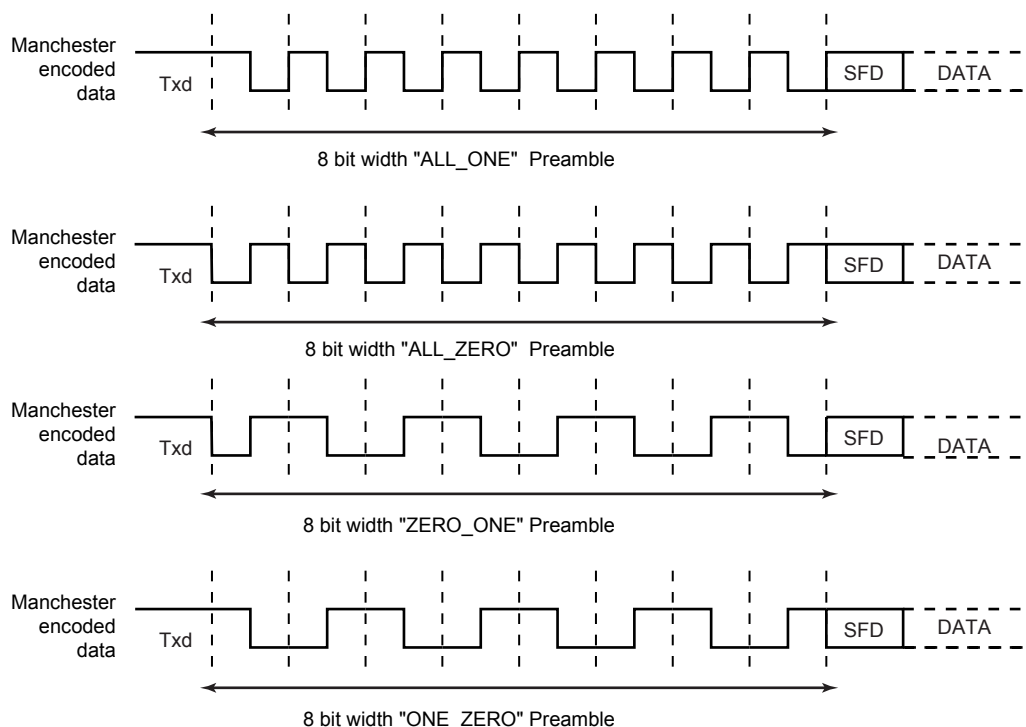 Manchester
encoded
data
Txd
SFD
DATA
8 bit width "ALL_ONE" Preamble
Manchester
encoded
data
Txd
SFD
DATA
8 bit width "ALL_ZERO" Preamble
Manchester
encoded
data
Txd
SFD
DATA
8 bit width "ZERO_ONE" Preamble
Manchester
encoded
data
Txd
SFD
DATA
8 bit width "ONE_ZERO" Preamble